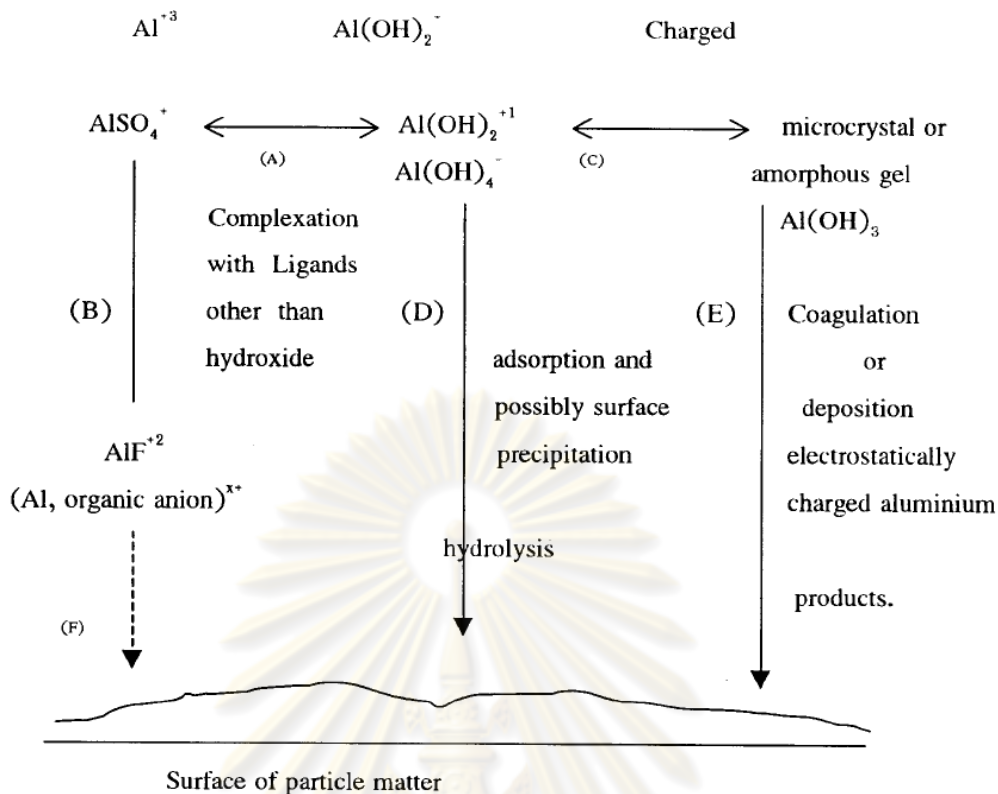 Al⁺³ Al(OH)₂⁻ Charged
AlSO₄⁺ Al(OH)₂⁺¹ microcrystal or
(A) (C)
Al(OH)₄⁻ amorphous gel
Complexation Al(OH)₃
with Ligands
(B) other than (D) (E) Coagulation
hydroxide adsorption and or
possibly surface deposition
AlF⁺² precipitation electrostatically
(Al, organic anion)ˣ⁺ charged aluminium
hydrolysis
products.
(F)
Surface of particle matter